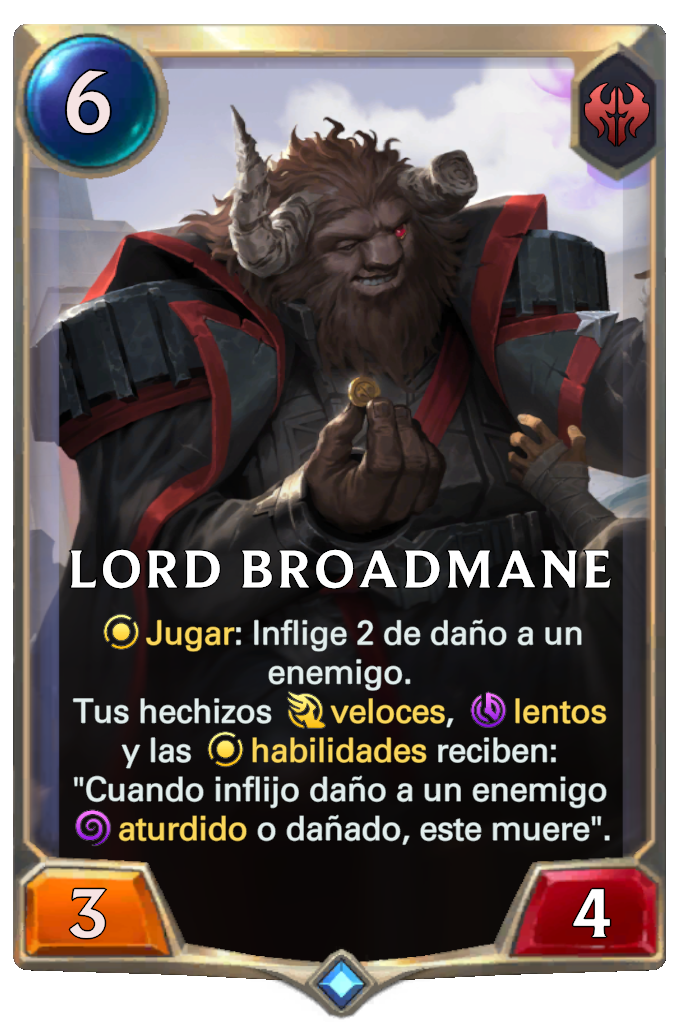 6
LORD BROADMANE
Jugar: Inflige 2 de daño a un
enemigo.
Tus hechizos veloces, lentos
y las habilidades reciben:
"Cuando inflijo daño a un enemigo
aturdido o dañado, este muere".
3
4